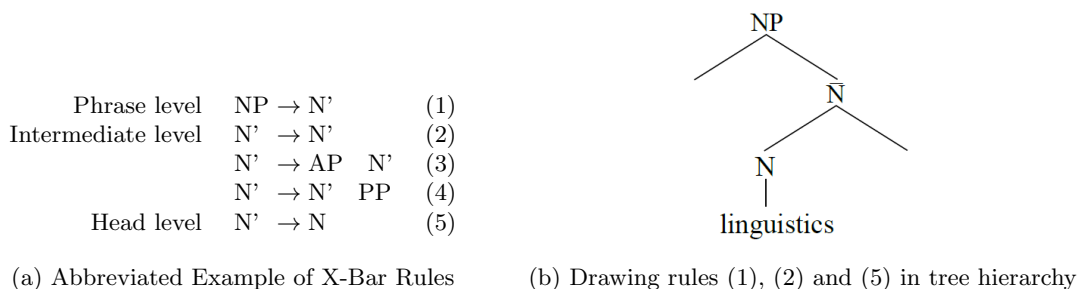 Phrase level NP → N’ (1)
Intermediate level N’ → N’ (2)
N’ → AP N’ (3)
N’ → N’ PP (4)
Head level N’ → N (5)
(a) Abbreviated Example of X-Bar Rules
NP
N̅
N
linguistics
(b) Drawing rules (1), (2) and (5) in tree hierarchy